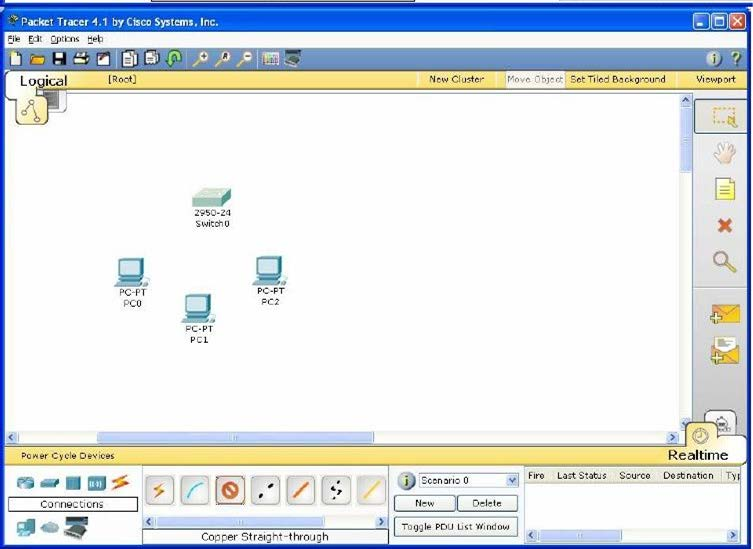 Packet Tracer 4.1 by Cisco Systems, Inc.
File Edit Options Help
Logical [Root] New Cluster Move Object Set Tiled Background Viewport
2950-24
Switch0
PC-PT
PC0
PC-PT
PC2
PC-PT
PC1
Power Cycle Devices
Realtime
Scenario 0
Fire Last Status Source Destination Typ
Connections
New Delete
Toggle PDU List Window
Copper Straight-through